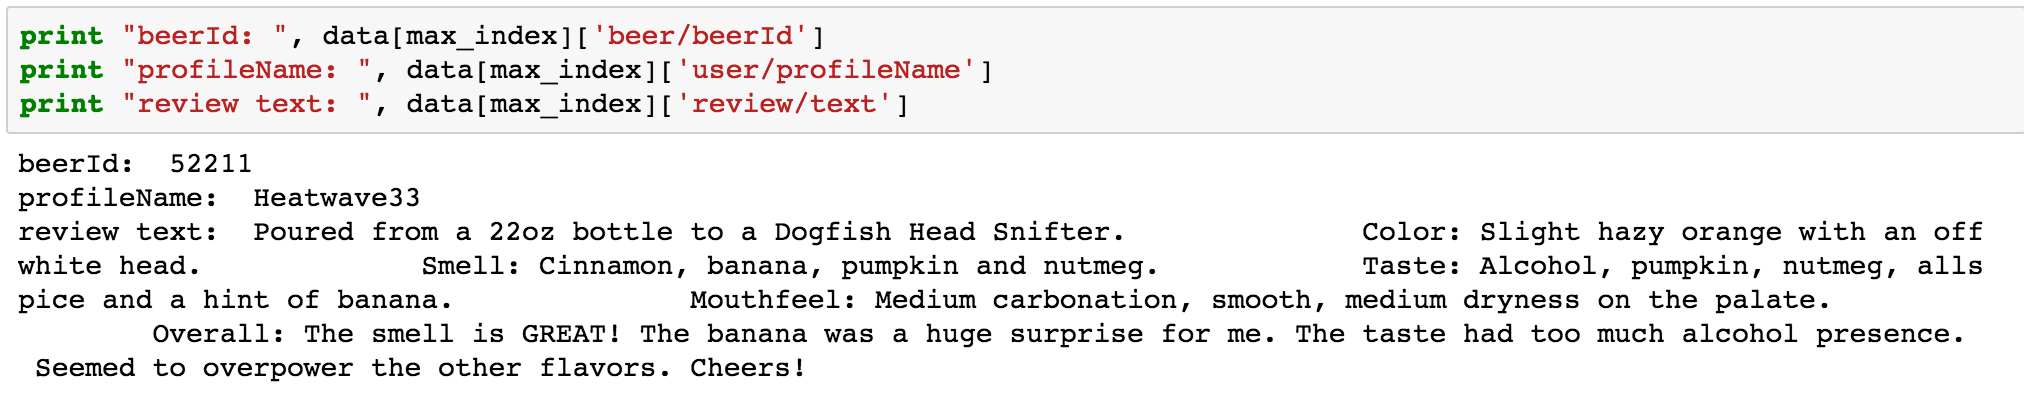 print "beerId: ", data[max_index]['beer/beerId']
print "profileName: ", data[max_index]['user/profileName']
print "review text: ", data[max_index]['review/text']
beerId:  52211
profileName:  Heatwave33
review text:  Poured from a 22oz bottle to a Dogfish Head Snifter.              Color: Slight hazy orange with an off
white head.             Smell: Cinnamon, banana, pumpkin and nutmeg.            Taste: Alcohol, pumpkin, nutmeg, alls
pice and a hint of banana.              Mouthfeel: Medium carbonation, smooth, medium dryness on the palate.
        Overall: The smell is GREAT! The banana was a huge surprise for me. The taste had too much alcohol presence.
 Seemed to overpower the other flavors. Cheers!